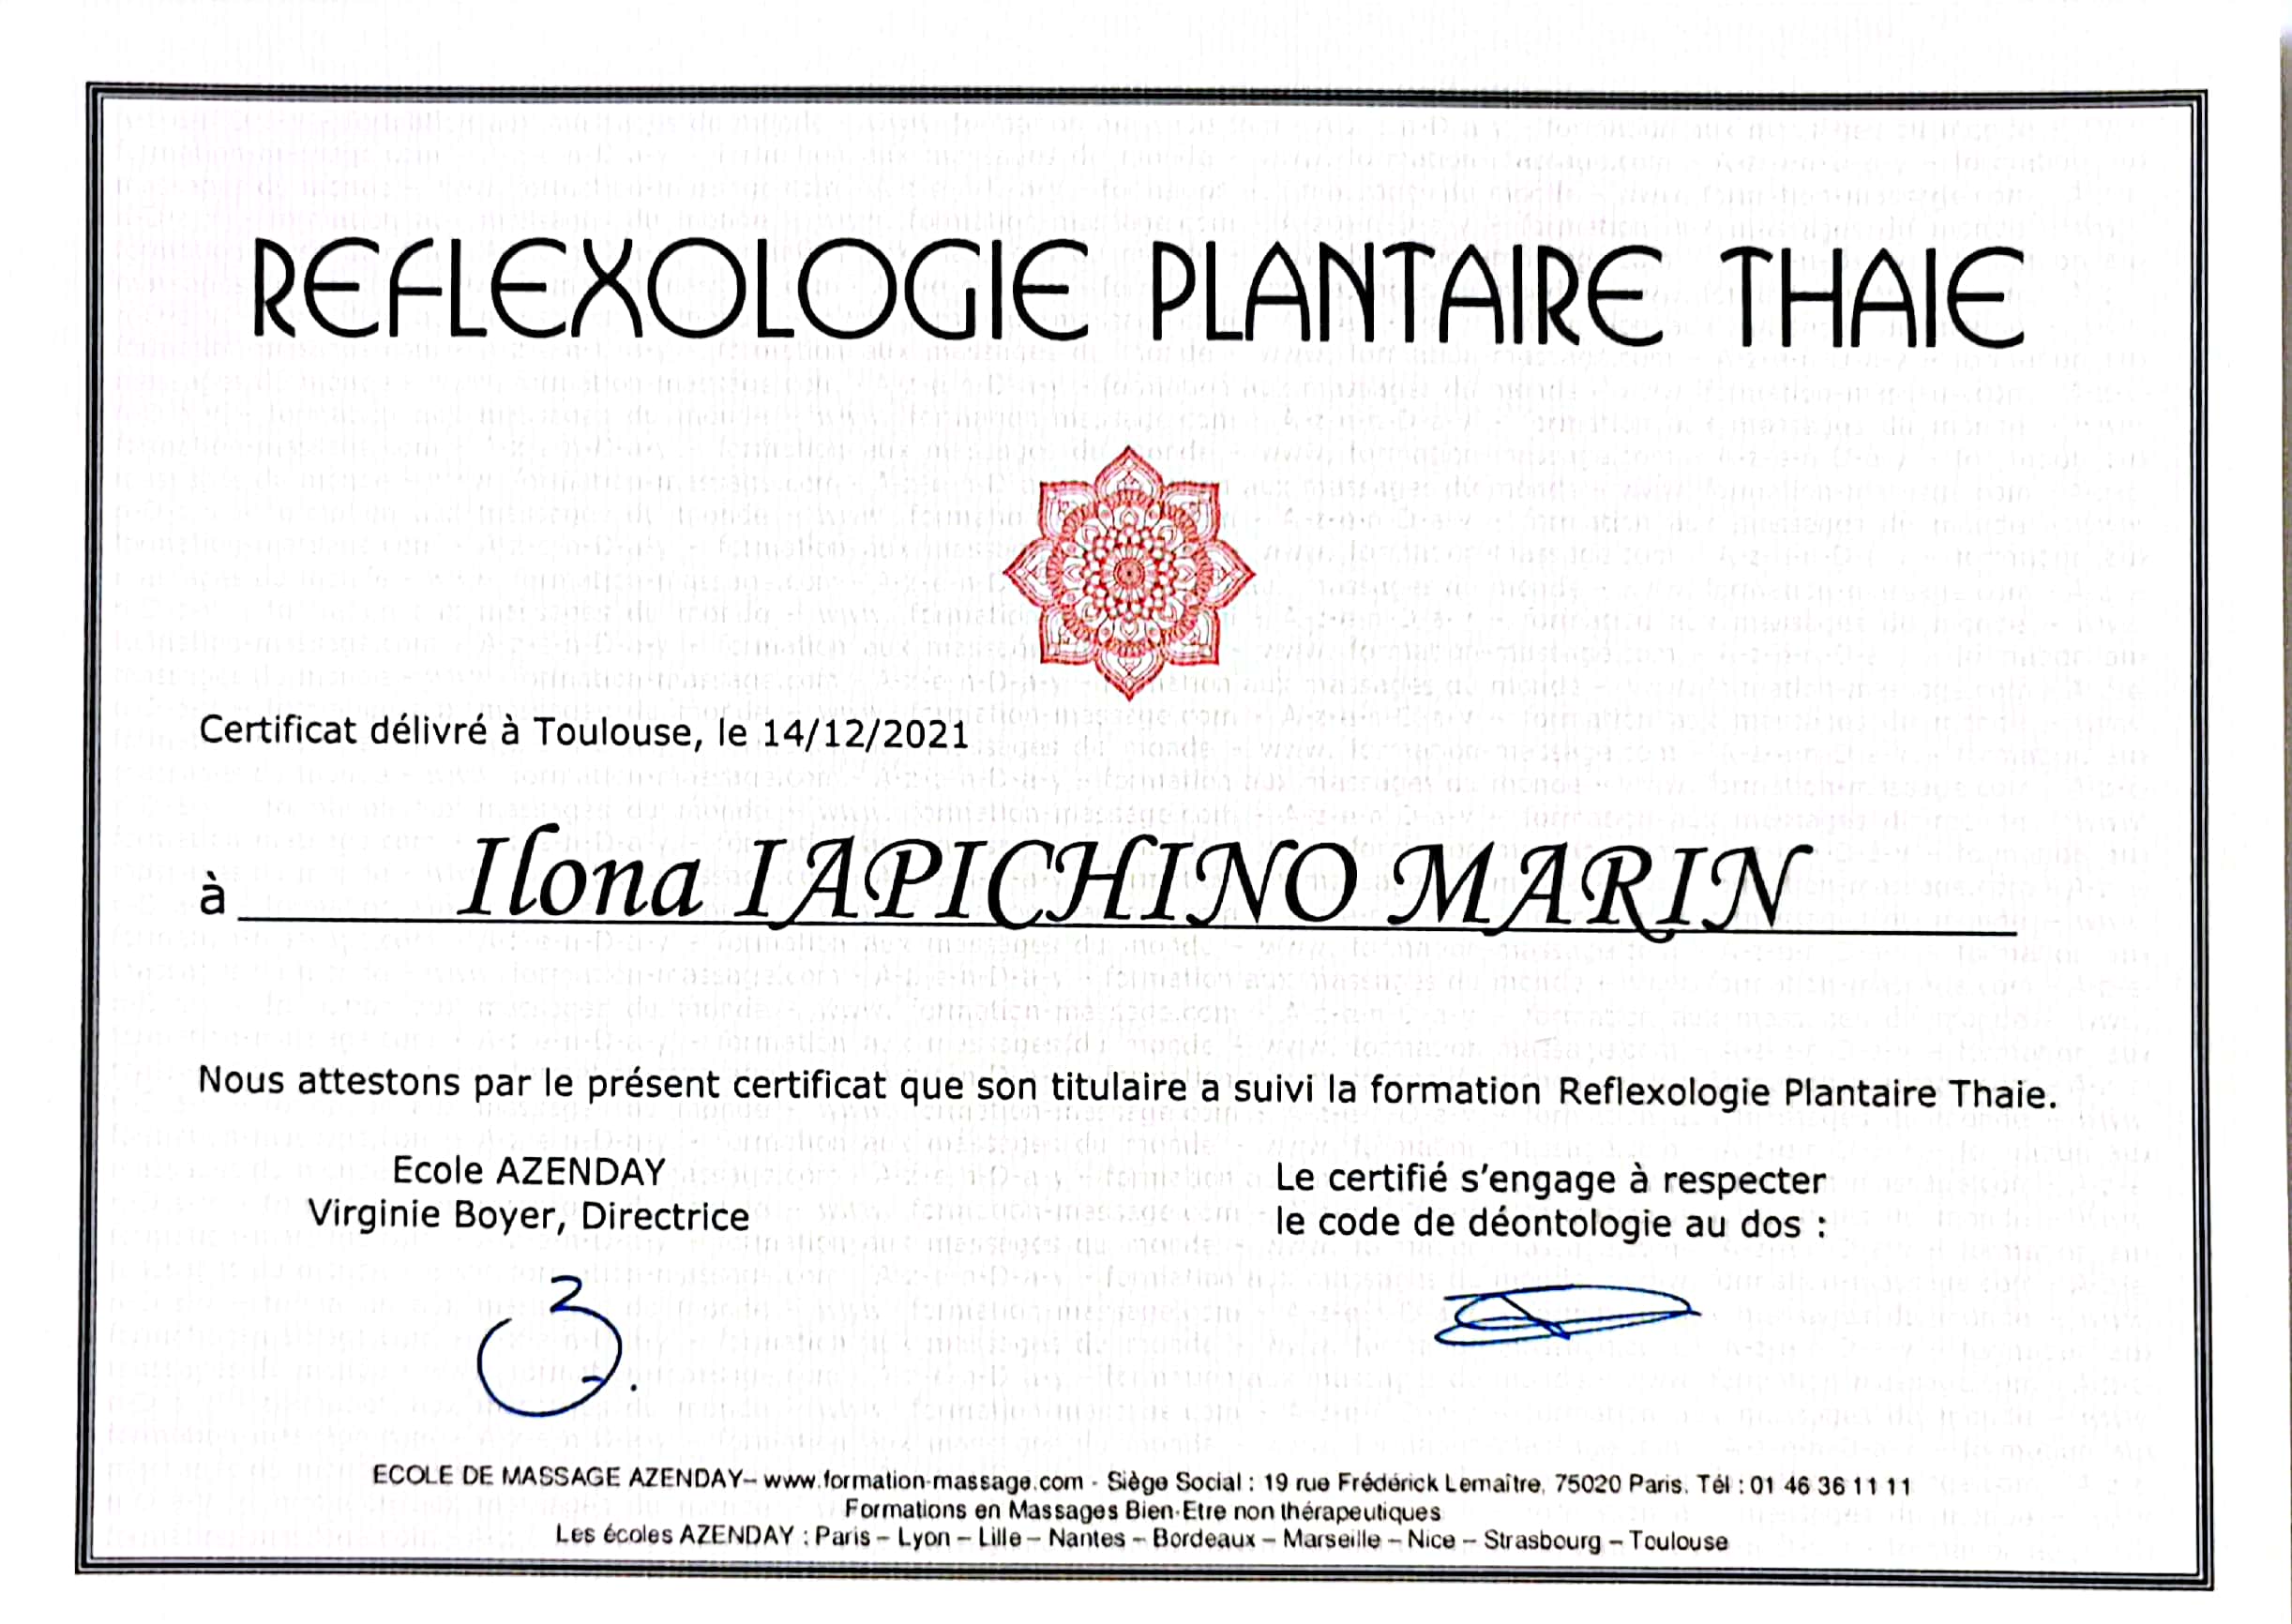 REFLEXOLOGIE PLANTAIRE THAIE
Certificat délivré à Toulouse, le 14/12/2021
à Ilona IAPICHINO MARIN
Nous attestons par le présent certificat que son titulaire a suivi la formation Reflexologie Plantaire Thaie.
Ecole AZENDAY
Virginie Boyer, Directrice
Le certifié s’engage à respecter
le code de déontologie au dos :
ECOLE DE MASSAGE AZENDAY– www.formation-massage.com - Siège Social : 19 rue Frédérick Lemaître, 75020 Paris. Tél : 01 46 36 11 11
Formations en Massages Bien-Etre non thérapeutiques
Les écoles AZENDAY : Paris – Lyon – Lille – Nantes – Bordeaux – Marseille – Nice – Strasbourg – Toulouse